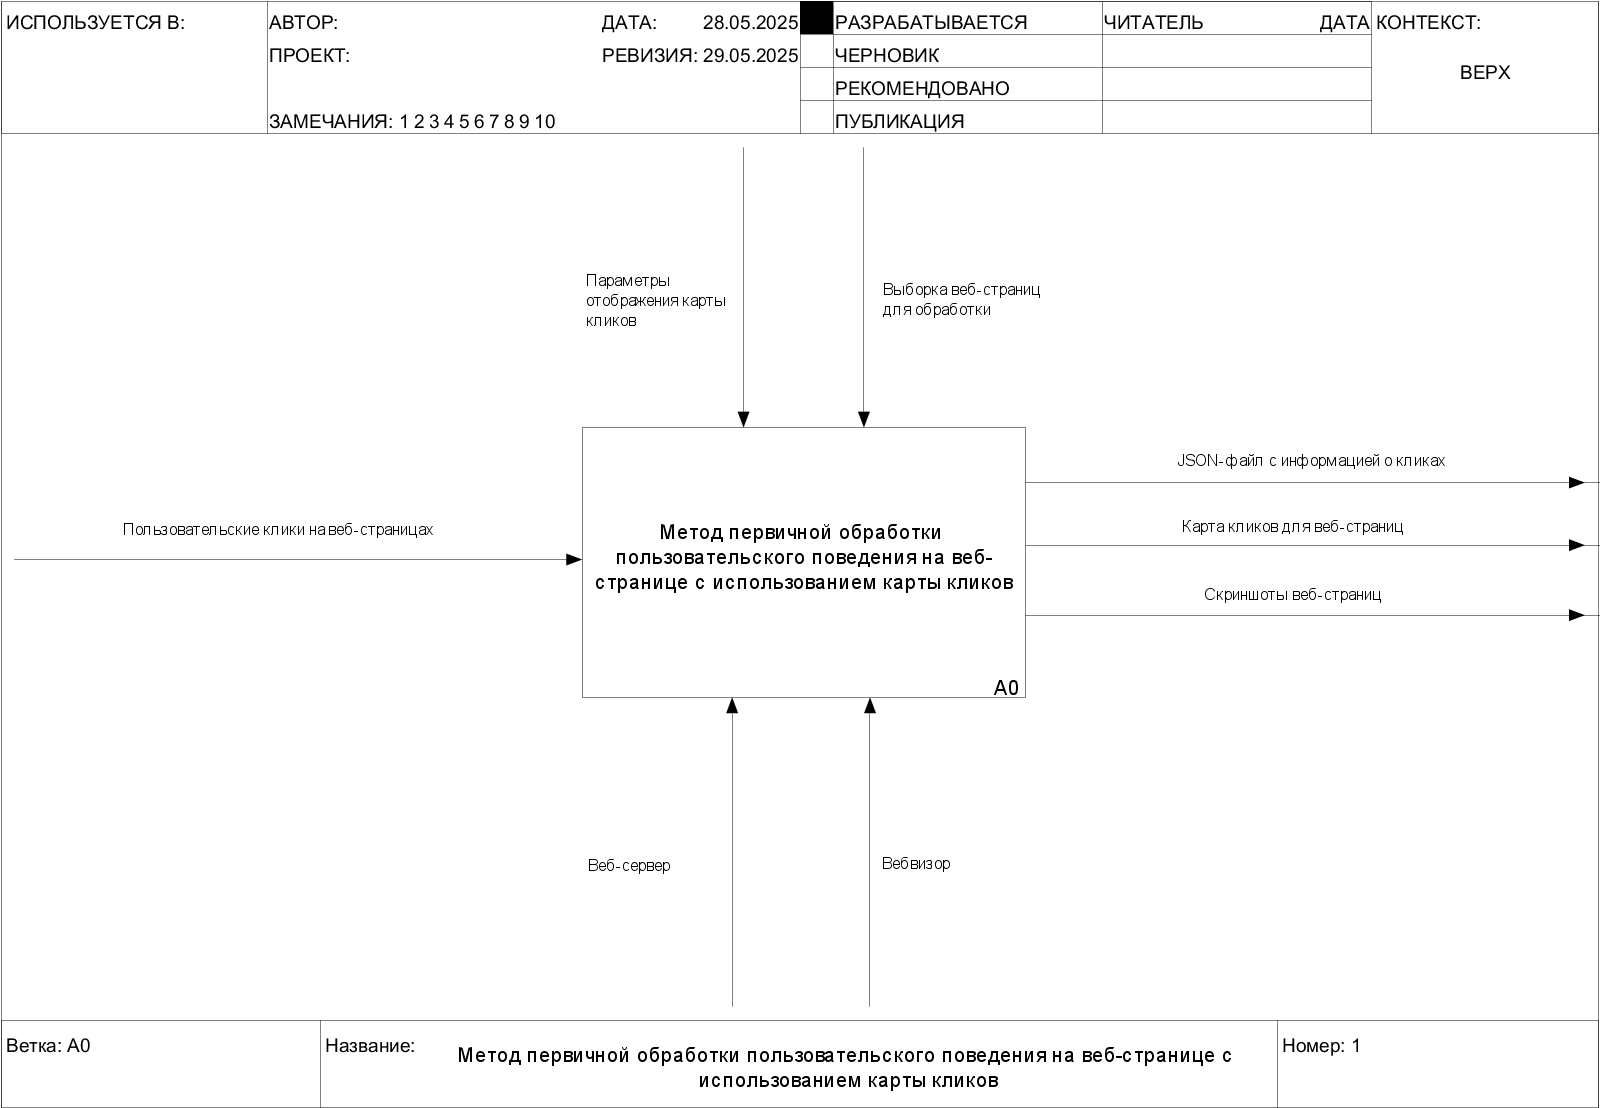 ИСПОЛЬЗУЕТСЯ В:
АВТОР:
ДАТА: 28.05.2025
РАЗРАБАТЫВАЕТСЯ
ЧИТАТЕЛЬ
ДАТА
КОНТЕКСТ:
ПРОЕКТ:
РЕВИЗИЯ: 29.05.2025
ЧЕРНОВИК
ВЕРХ
РЕКОМЕНДОВАНО
ЗАМЕЧАНИЯ: 1 2 3 4 5 6 7 8 9 10
ПУБЛИКАЦИЯ
Параметры
отображения карты
кликов
Выборка веб-страниц
для обработки
JSON-файл с информацией о кликах
Пользовательские клики на веб-страницах
Карта кликов для веб-страниц
Метод первичной обработки
пользовательского поведения на веб-
странице с использованием карты кликов
Скриншоты веб-страниц
A0
Веб-сервер
Вебвизор
Ветка: A0
Название:
Метод первичной обработки пользовательского поведения на веб-странице с
использованием карты кликов
Номер: 1